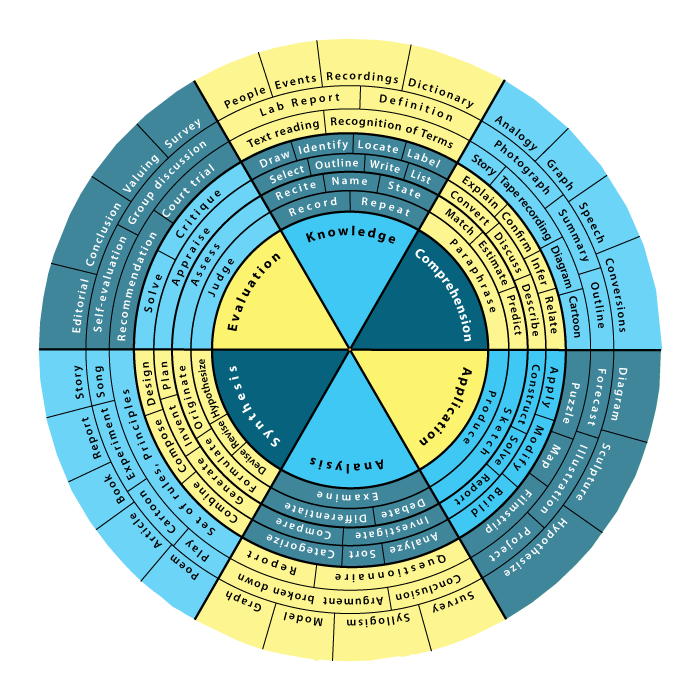 Knowledge
People Events Recordings Dictionary
Lab Report Definition
Text reading Recognition of Terms
Draw Identify Locate Label
Select Outline Write List
Recite Name State
Record Repeat
Comprehension
Analogy Graph Speech Conversions
Photograph Summary Outline
Story Tape recording Diagram Cartoon
Explain Confirm Infer Relate
Convert Discuss Describe
Match Estimate Predict
Paraphrase
Application
Diagram Sculpture Hypothesize
Forecast Illustration Project
Puzzle Map Filmstrip
Apply Modify Build
Construct Solve Report
Sketch
Produce
Analysis
Examine
Differentiate Debate
Compare Investigate
Categorize Sort Analyze
Report Questionnaire
Argument broken down Conclusion
Graph Model Syllogism Survey
Synthesis
Story Report Book Article Poem
Song Experiment Cartoon Play
Set of rules, principles
Design Compose Combine
Plan Invent Generate
Originate Formulate
Hypothesize Revise Devise
Evaluation
Editorial Conclusion Valuing Survey
Self-evaluation Group discussion
Recommendation Court trial
Solve Critique
Appraise
Assess
Judge